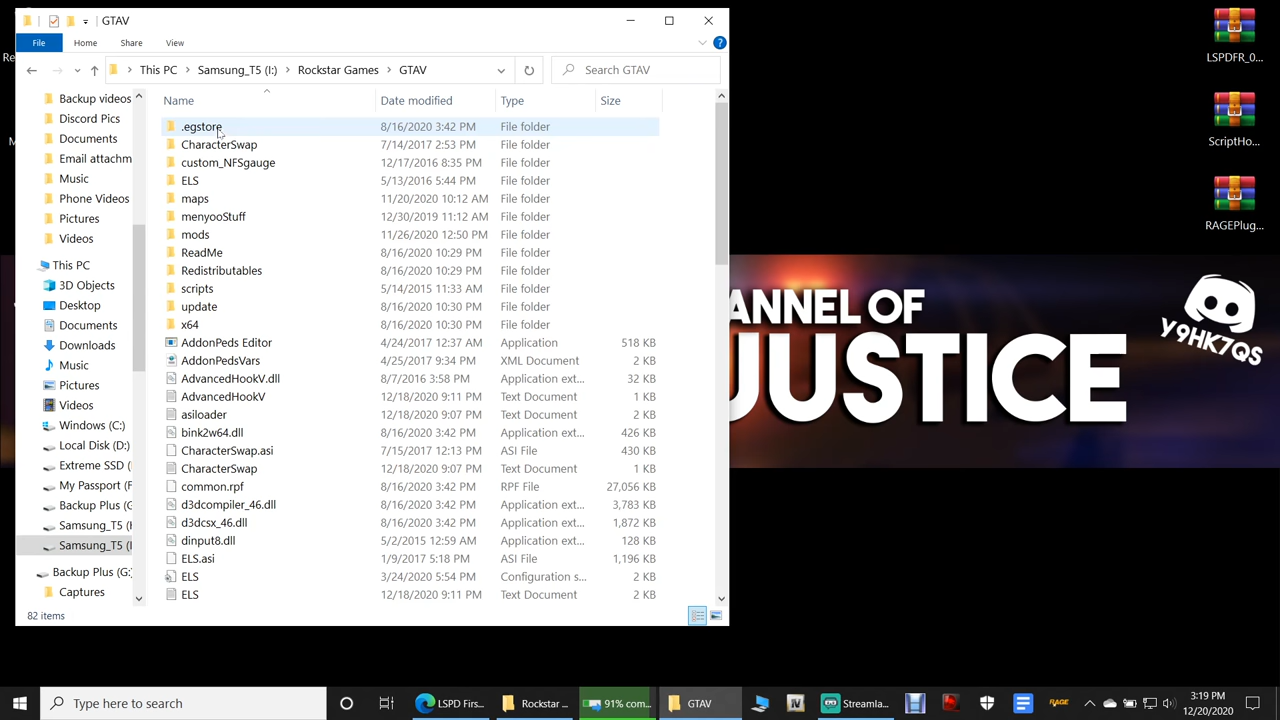 GTAV
File
Home
Share
View
This PC
Samsung_T5 (I:)
Rockstar Games
GTAV
Search GTAV
Name
Date modified
Type
Size
Backup videos
Discord Pics
Documents
Email attachm
Music
Phone Videos
Pictures
Videos
This PC
3D Objects
Desktop
Documents
Downloads
Music
Pictures
Videos
Windows (C:)
Local Disk (D:)
Extreme SSD (
My Passport (F
Backup Plus (G
Samsung_T5 (
Samsung_T5 (
Backup Plus (G:
Captures
.egstore 8/16/2020 3:42 PM File folder
CharacterSwap 7/14/2017 2:53 PM File folder
custom_NFSgauge 12/17/2016 8:35 PM File folder
ELS 5/13/2016 5:44 PM File folder
maps 11/20/2020 10:12 AM File folder
menyooStuff 12/30/2019 11:12 AM File folder
mods 11/26/2020 12:50 PM File folder
ReadMe 8/16/2020 10:29 PM File folder
Redistributables 8/16/2020 10:29 PM File folder
scripts 5/14/2015 11:33 AM File folder
update 8/16/2020 10:30 PM File folder
x64 8/16/2020 10:30 PM File folder
AddonPeds Editor 4/24/2017 12:37 AM Application 518 KB
AddonPedsVars 4/25/2017 9:34 PM XML Document 2 KB
AdvancedHookV.dll 8/7/2016 3:58 PM Application ext... 32 KB
AdvancedHookV 12/18/2020 9:11 PM Text Document 1 KB
asiloader 12/18/2020 9:07 PM Text Document 2 KB
bink2w64.dll 8/16/2020 3:42 PM Application ext... 426 KB
CharacterSwap.asi 7/15/2017 12:13 PM ASI File 430 KB
CharacterSwap 12/18/2020 9:07 PM Text Document 1 KB
common.rpf 8/16/2020 3:42 PM RPF File 27,056 KB
d3dcompiler_46.dll 8/16/2020 3:42 PM Application ext... 3,783 KB
d3dcsx_46.dll 8/16/2020 3:42 PM Application ext... 1,872 KB
dinput8.dll 5/2/2015 12:59 AM Application ext... 128 KB
ELS.asi 1/9/2017 5:18 PM ASI File 1,196 KB
ELS 3/24/2020 5:54 PM Configuration s... 2 KB
ELS 12/18/2020 9:11 PM Text Document 2 KB
82 items
LSPDFR_0...
ScriptHo...
RAGEPlug...
ANNEL OF
JUSTICE
Y9HK7QS
Type here to search
LSPD Firs...
Rockstar ...
91% com...
GTAV
IV
Streamla...
RAGE
3:19 PM
12/20/2020